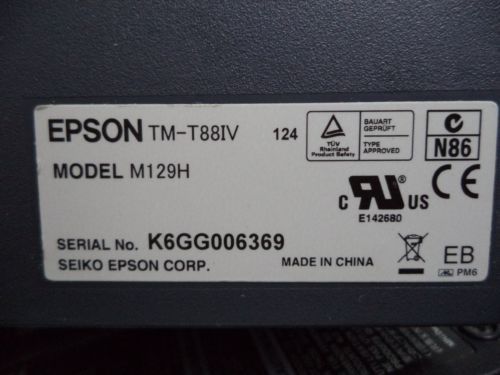 EPSON TM-T88IV 124
TÜV
Rheinland
Product Safety
BAUART
GEPRÜFT
TYPE
APPROVED
N86
MODEL M129H
C UR US
E142680
CE
SERIAL No. K6GG006369
SEIKO EPSON CORP. MADE IN CHINA
EB
PM6